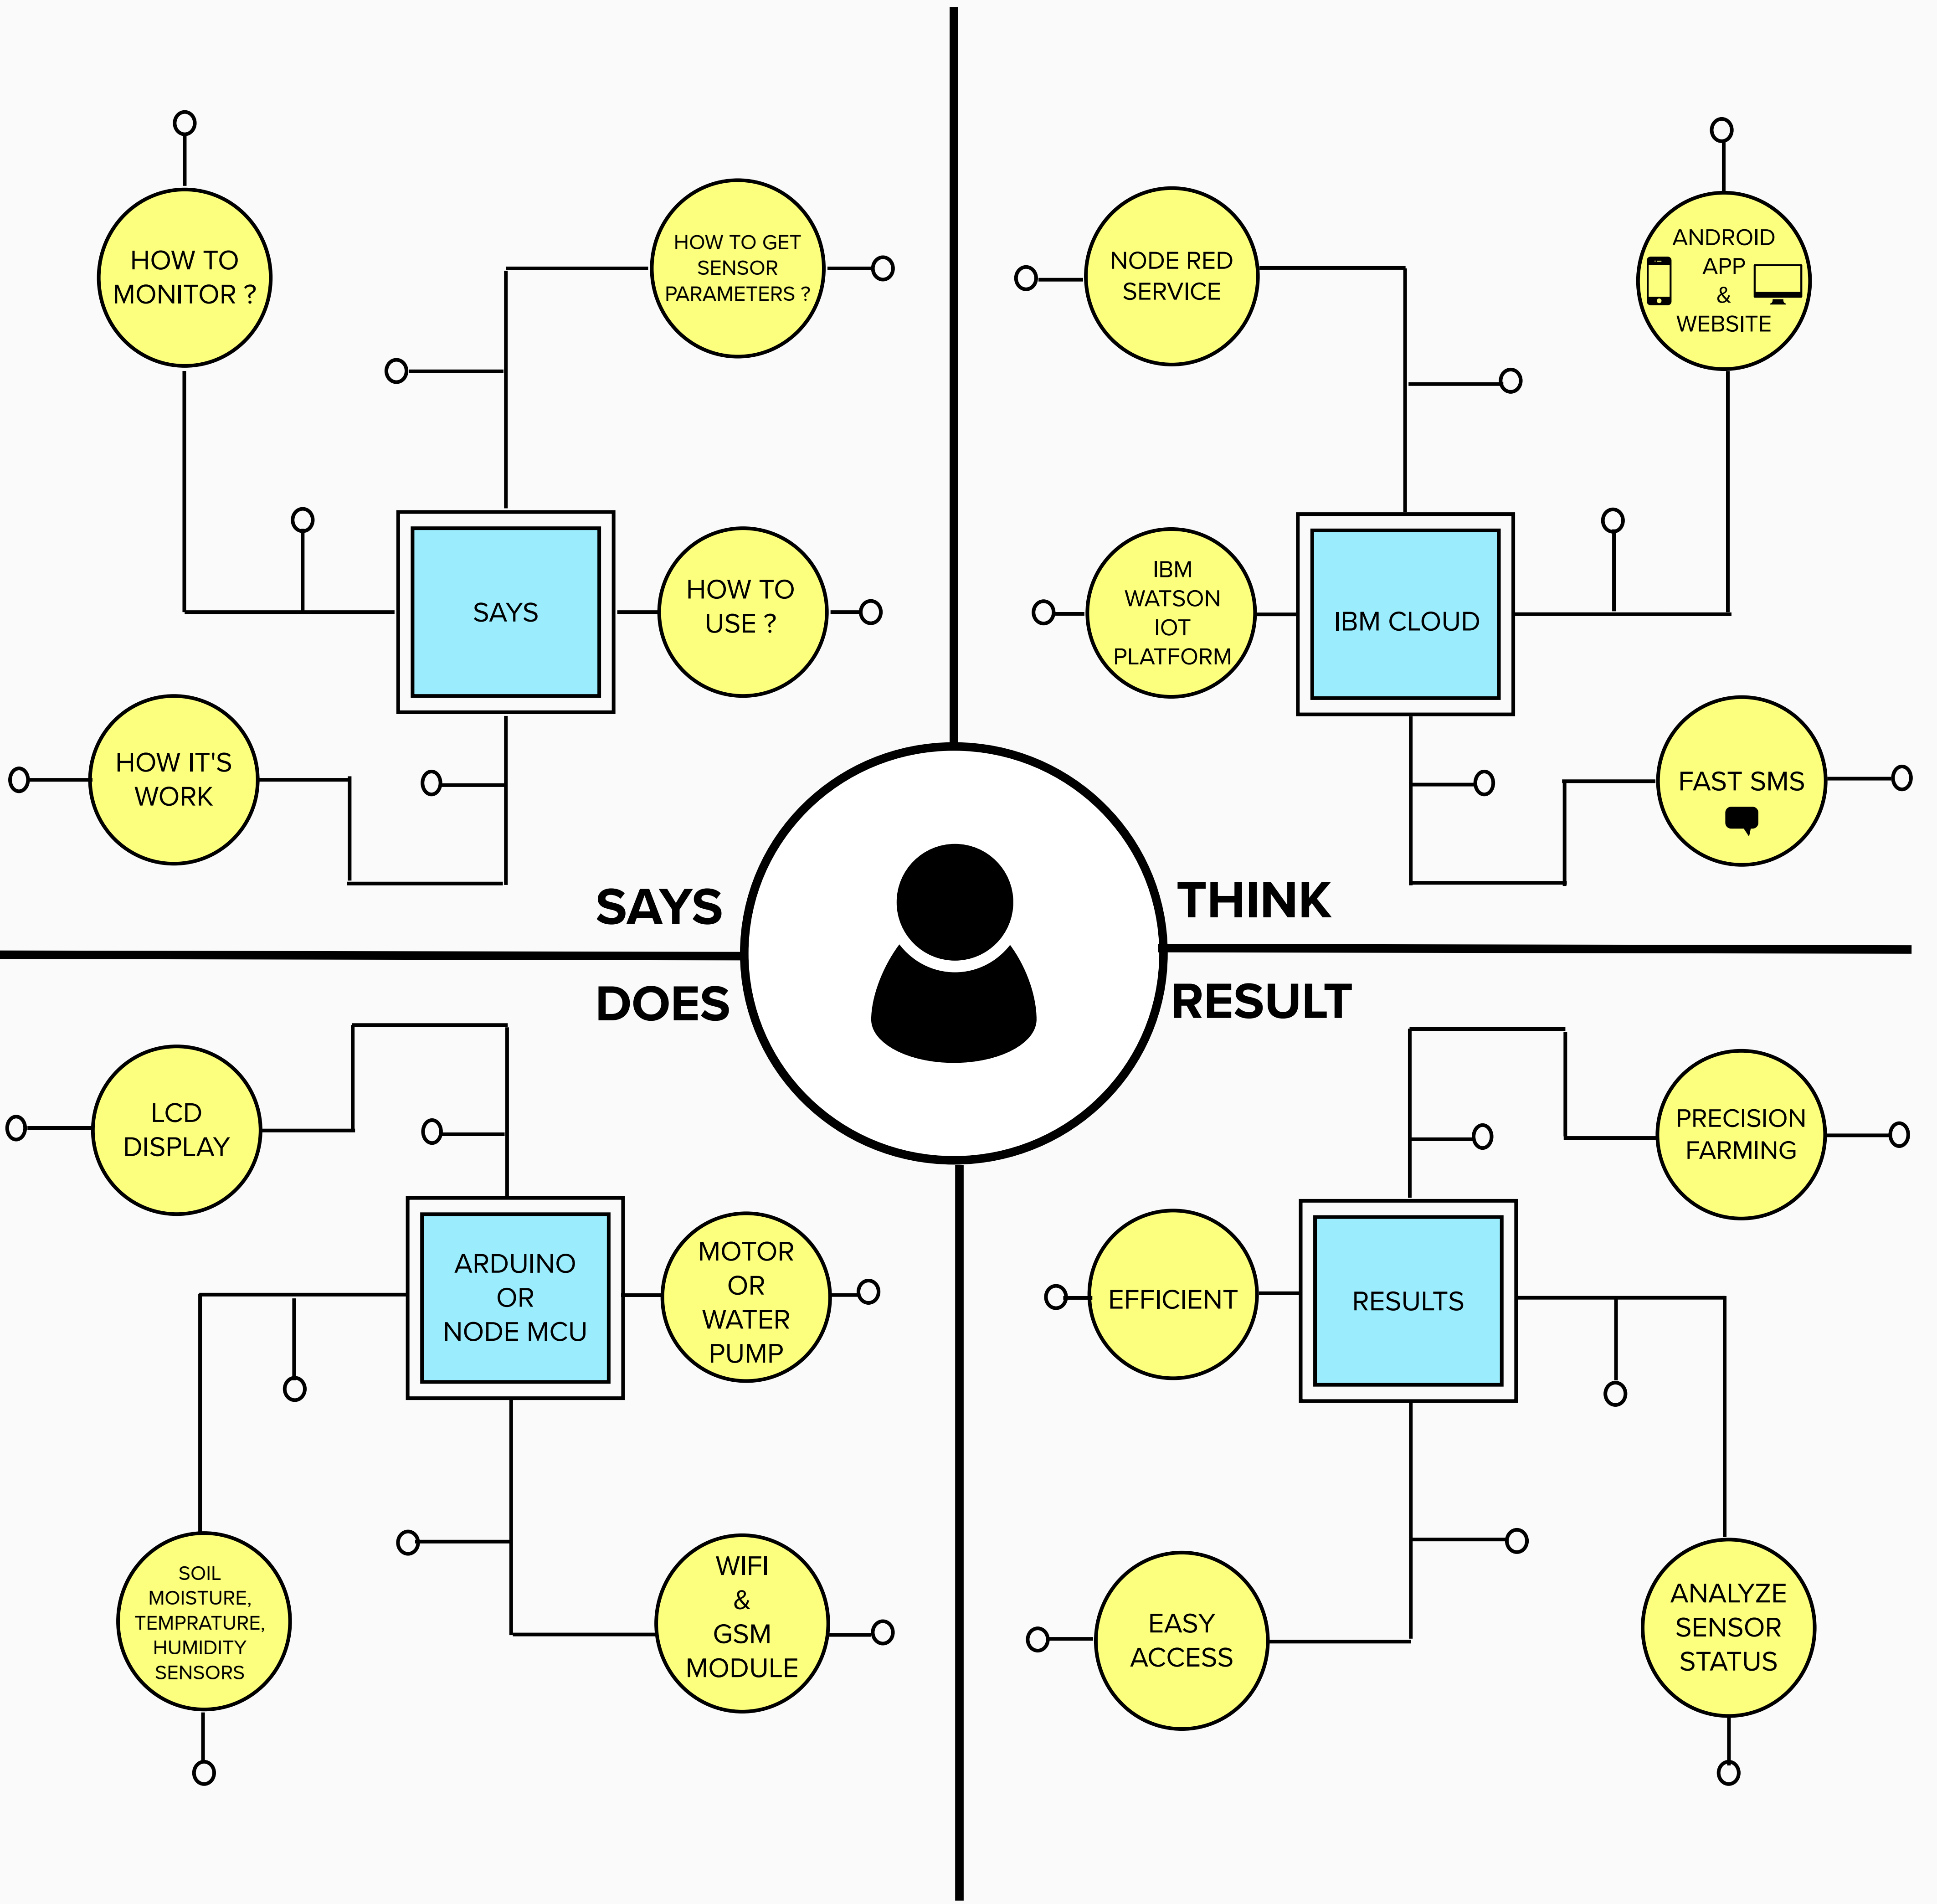 HOW TO
MONITOR ?
HOW TO GET
SENSOR
PARAMETERS ?
SAYS
HOW TO
USE ?
HOW IT'S
WORK
SAYS
NODE RED
SERVICE
ANDROID
APP
&
WEBSITE
IBM
WATSON
IOT
PLATFORM
IBM CLOUD
FAST SMS
THINK
DOES
LCD
DISPLAY
ARDUINO
OR
NODE MCU
MOTOR
OR
WATER
PUMP
SOIL
MOISTURE,
TEMPRATURE,
HUMIDITY
SENSORS
WIFI
&
GSM
MODULE
RESULT
PRECISION
FARMING
EFFICIENT
RESULTS
EASY
ACCESS
ANALYZE
SENSOR
STATUS